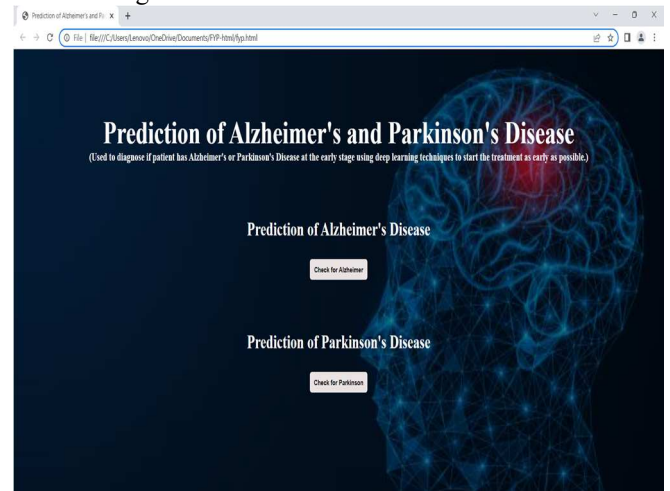 Prediction of Alzheimer's and Pa
File | file:///C:/Users/Lenovo/OneDrive/Documents/FYP-html/fyp.html
Prediction of Alzheimer's and Parkinson's Disease
(Used to diagnose if patient has Alzheimer's or Parkinson's Disease at the early stage using deep learning techniques to start the treatment as early as possible.)
Prediction of Alzheimer's Disease
Check for Alzheimer
Prediction of Parkinson's Disease
Check for Parkinson